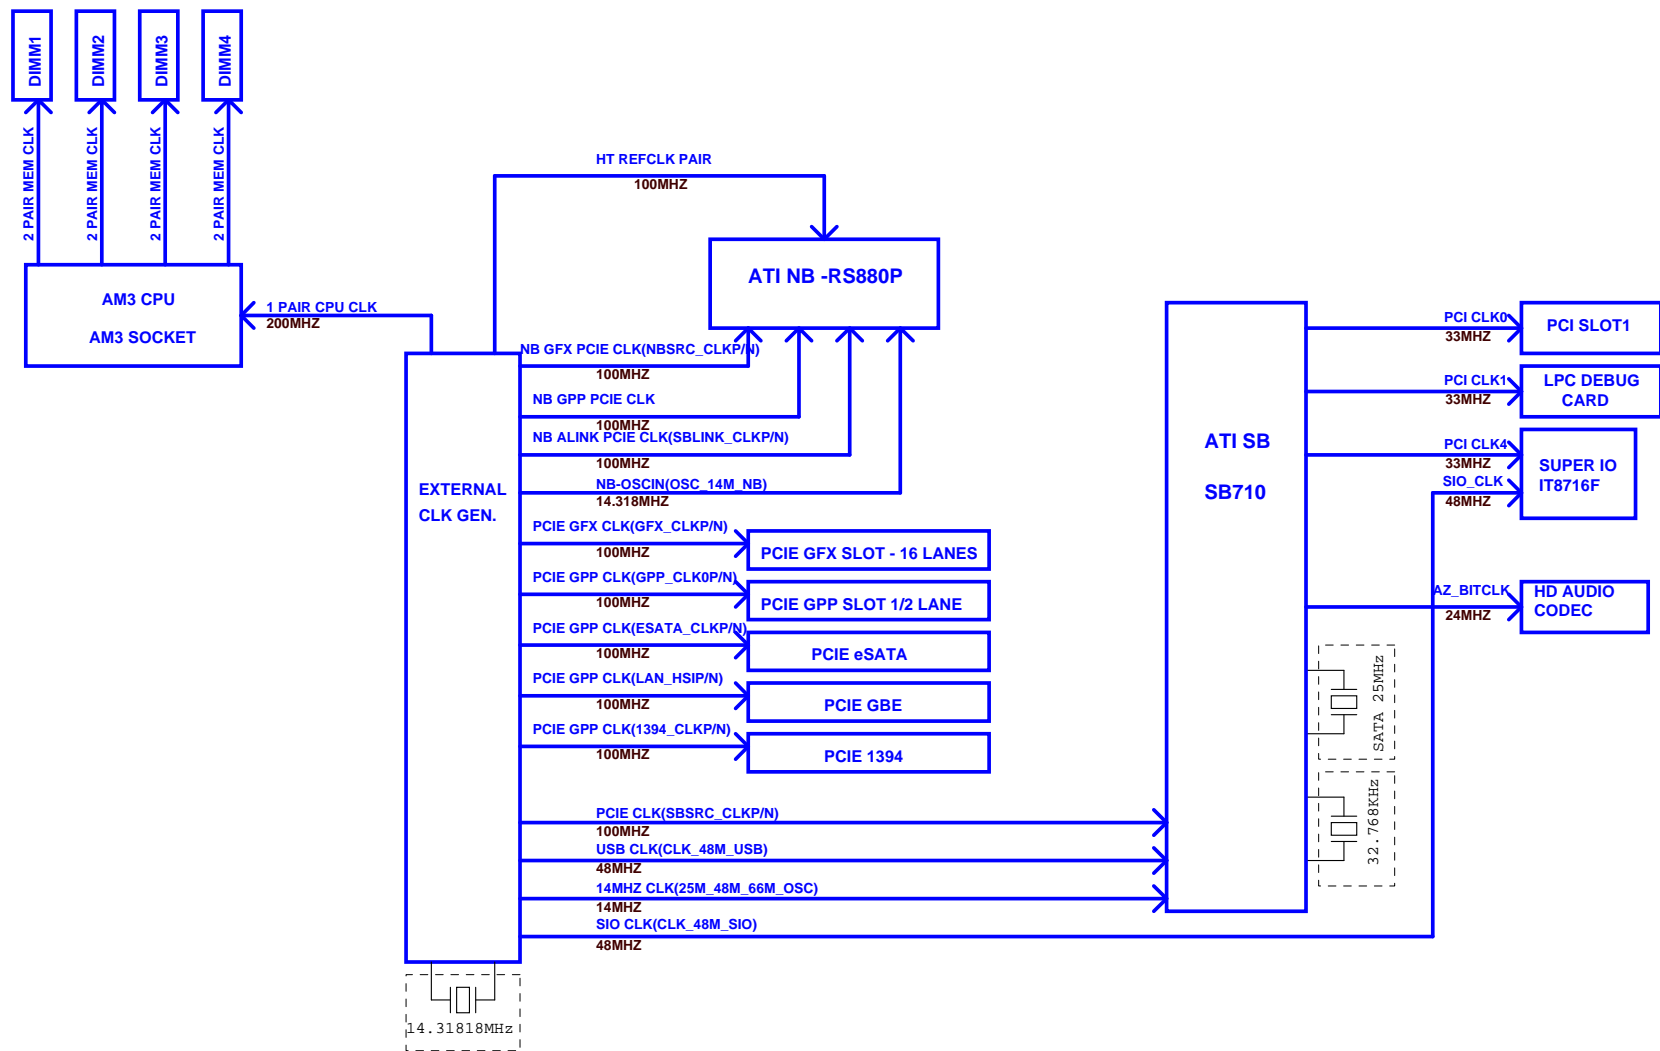 DIMM1
DIMM2
DIMM3
DIMM4
2 PAIR MEM CLK
2 PAIR MEM CLK
2 PAIR MEM CLK
2 PAIR MEM CLK
AM3 CPU
AM3 SOCKET
1 PAIR CPU CLK
200MHZ
HT REFCLK PAIR
100MHZ
ATI NB -RS880P
EXTERNAL
CLK GEN.
NB GFX PCIE CLK(NBSRC_CLKP/N)
100MHZ
NB GPP PCIE CLK
100MHZ
NB ALINK PCIE CLK(SBLINK_CLKP/N)
100MHZ
NB-OSCIN(OSC_14M_NB)
14.318MHZ
PCIE GFX CLK(GFX_CLKP/N)
100MHZ
PCIE GFX SLOT - 16 LANES
PCIE GPP CLK(GPP_CLK0P/N)
100MHZ
PCIE GPP SLOT 1/2 LANE
PCIE GPP CLK(ESATA_CLKP/N)
100MHZ
PCIE eSATA
PCIE GPP CLK(LAN_HSIP/N)
100MHZ
PCIE GBE
PCIE GPP CLK(1394_CLKP/N)
100MHZ
PCIE 1394
PCIE CLK(SBSRC_CLKP/N)
100MHZ
USB CLK(CLK_48M_USB)
48MHZ
14MHZ CLK(25M_48M_66M_OSC)
14MHZ
SIO CLK(CLK_48M_SIO)
48MHZ
14.31818MHz
ATI SB
SB710
PCI CLK0
33MHZ
PCI SLOT1
PCI CLK1
33MHZ
LPC DEBUG
CARD
PCI CLK4
33MHZ
SIO_CLK
48MHZ
SUPER IO
IT8716F
AZ_BITCLK
24MHZ
HD AUDIO
CODEC
SATA 25MHz
32.768KHz